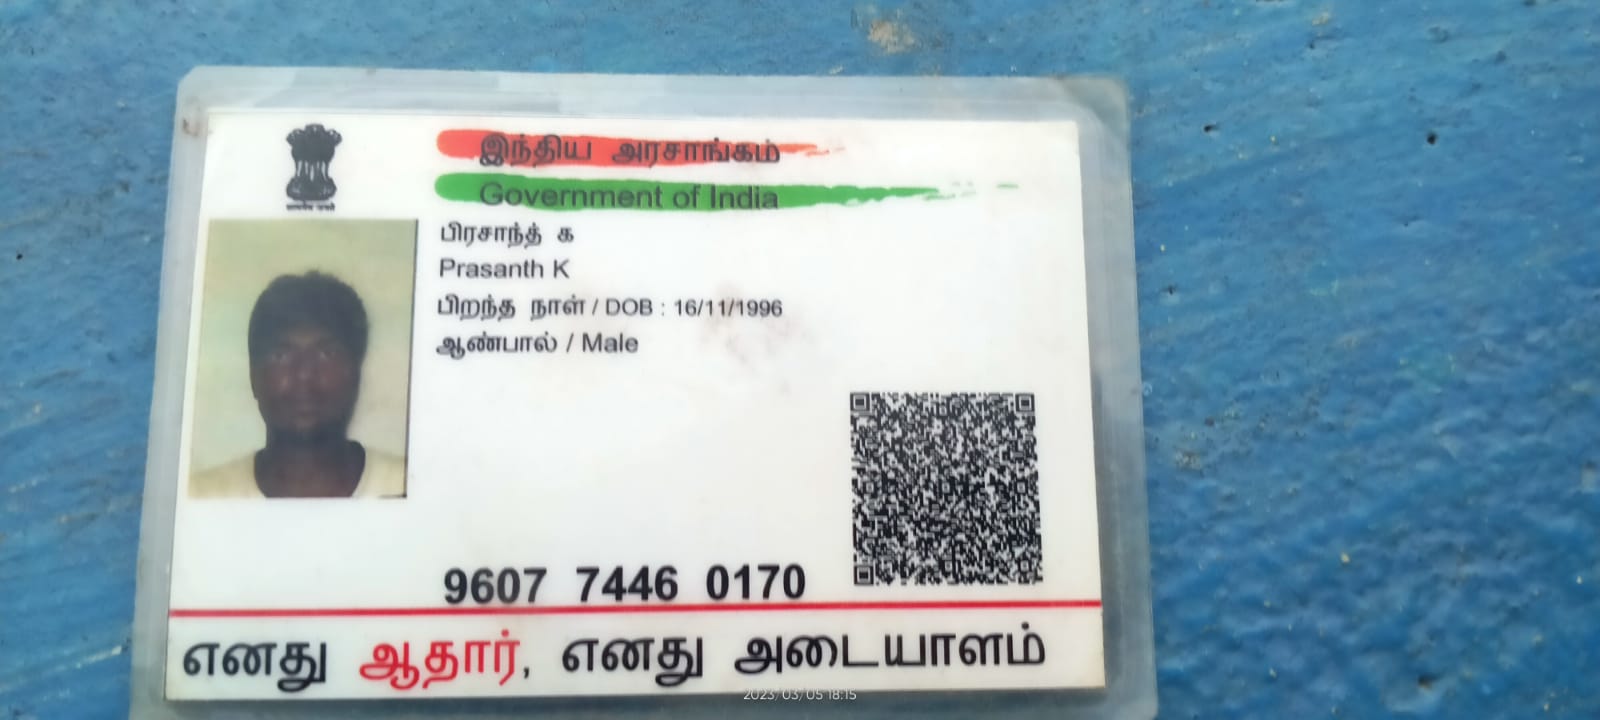 இந்திய அரசாங்கம்
Government of India
பிரசாந்த் க
Prasanth K
பிறந்த நாள் / DOB : 16/11/1996
ஆண்பால் / Male
9607 7446 0170
எனது ஆதார், எனது அடையாளம்
2023/03/05 18:15